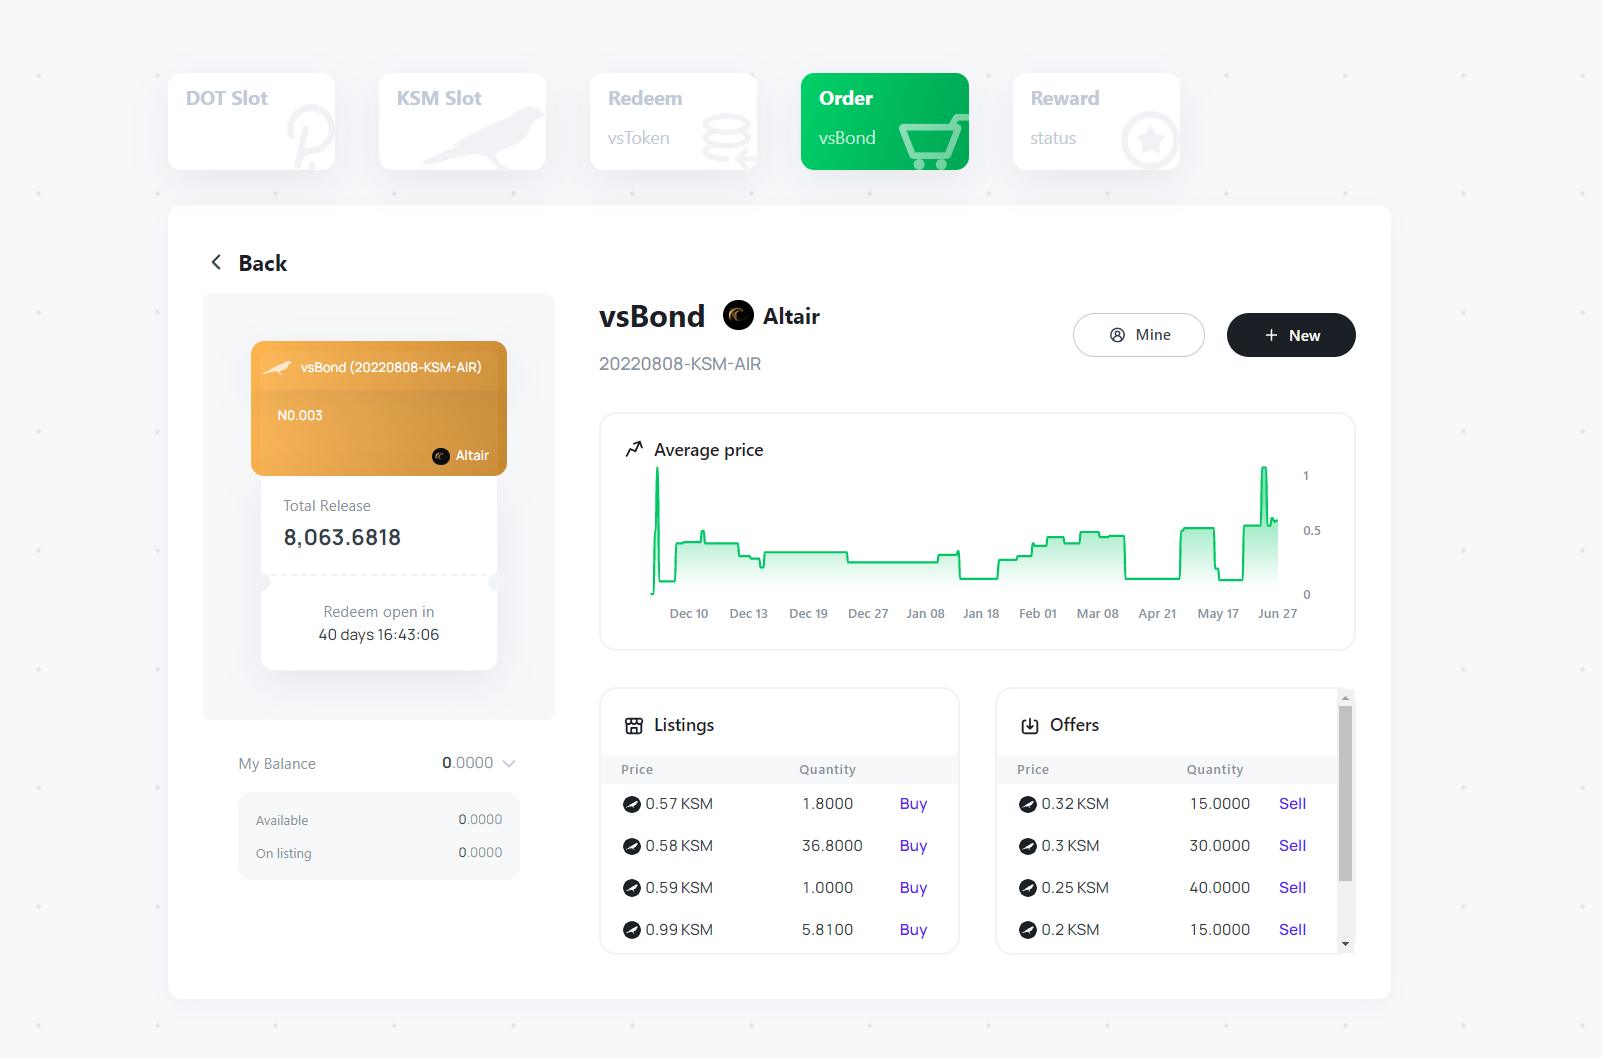 DOT Slot
KSM Slot
Redeem
vsToken
Order
vsBond
Reward
status
Back
vsBond (20220808-KSM-AIR)
N0.003
Altair
Total Release
8,063.6818
Redeem open in
40 days 16:43:06
My Balance 0.0000
Available 0.0000
On listing 0.0000
vsBond Altair
20220808-KSM-AIR
Mine
+ New
Average price
1
0.5
0
Dec 10 Dec 13 Dec 19 Dec 27 Jan 08 Jan 18 Feb 01 Mar 08 Apr 21 May 17 Jun 27
Listings
Price Quantity
0.57 KSM 1.8000 Buy
0.58 KSM 36.8000 Buy
0.59 KSM 1.0000 Buy
0.99 KSM 5.8100 Buy
Offers
Price Quantity
0.32 KSM 15.0000 Sell
0.3 KSM 30.0000 Sell
0.25 KSM 40.0000 Sell
0.2 KSM 15.0000 Sell